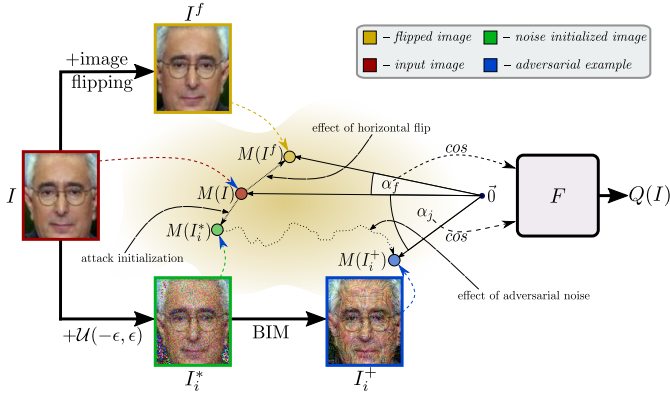 I^f
– flipped image
– noise initialized image
– input image
– adversarial example
+image
flipping
effect of horizontal flip
cos
M(I^f)
α_f
I
M(I)
0⃗
F
Q(I)
M(I_i^*)
α_j
cos
attack initialization
M(I_i^+)
effect of adversarial noise
+𝒰(−ϵ, ϵ)
BIM
I_i^*
I_i^+